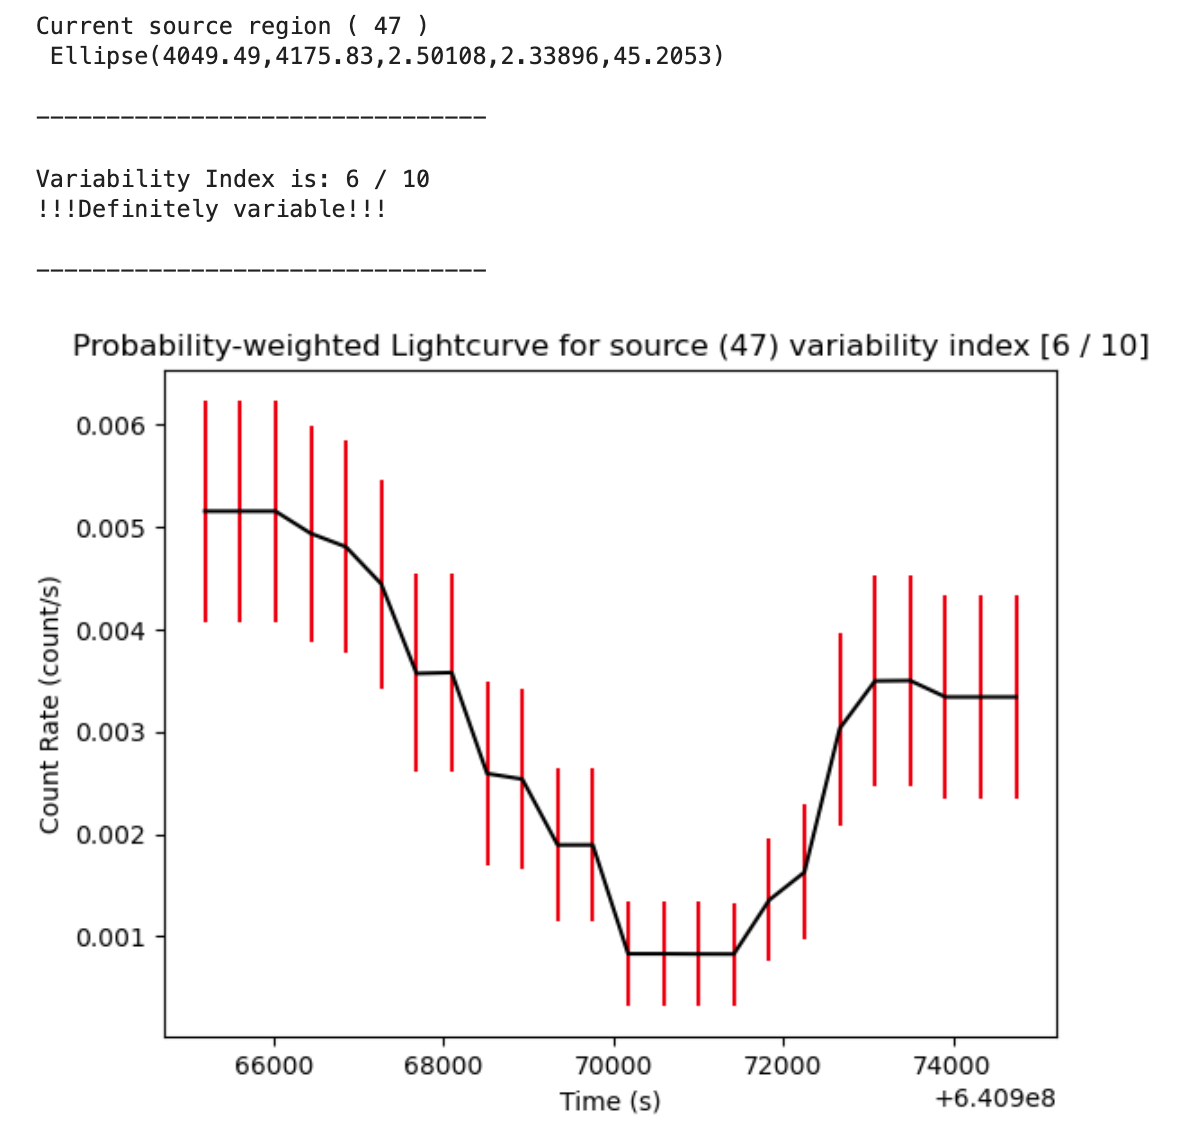 Current source region ( 47 )
Ellipse(4049.49,4175.83,2.50108,2.33896,45.2053)
--------------------------------
Variability Index is: 6 / 10
!!!Definitely variable!!!
--------------------------------
Probability-weighted Lightcurve for source (47) variability index [6 / 10]
0.006
0.005
0.004
0.003
0.002
0.001
Count Rate (count/s)
66000 68000 70000 72000 74000
+6.409e8
Time (s)